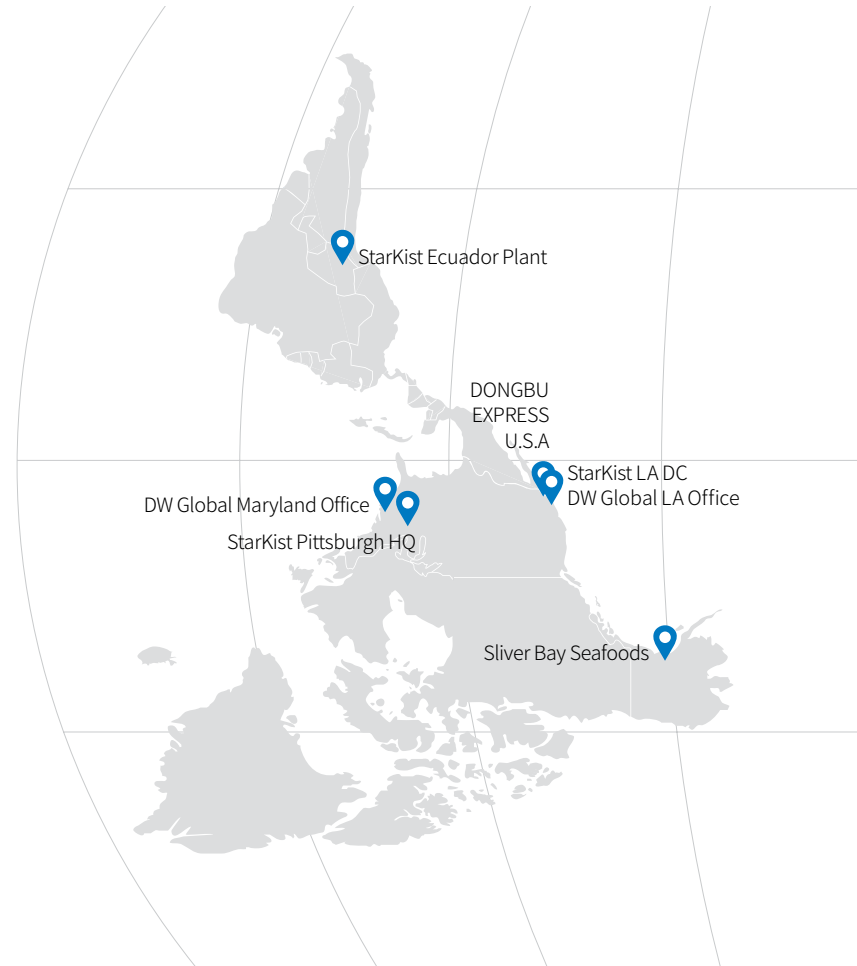 StarKist Ecuador Plant
DONGBU
EXPRESS
U.S.A
StarKist LA DC
DW Global LA Office
DW Global Maryland Office
StarKist Pittsburgh HQ
Sliver Bay Seafoods